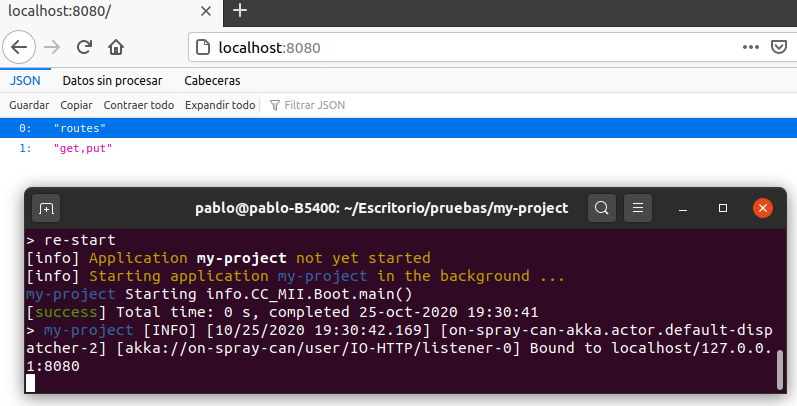 localhost:8080/
localhost:8080
JSON Datos sin procesar Cabeceras
Guardar Copiar Contraer todo Expandir todo Filtrar JSON
0: "routes"
1: "get,put"
pablo@pablo-B5400: ~/Escritorio/pruebas/my-project
> re-start
[info] Application my-project not yet started
[info] Starting application my-project in the background ...
my-project Starting info.CC_MII.Boot.main()
[success] Total time: 0 s, completed 25-oct-2020 19:30:41
> my-project [INFO] [10/25/2020 19:30:42.169] [on-spray-can-akka.actor.default-disp
atcher-2] [akka://on-spray-can/user/IO-HTTP/listener-0] Bound to localhost/127.0.0.
1:8080